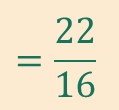 = 22/16